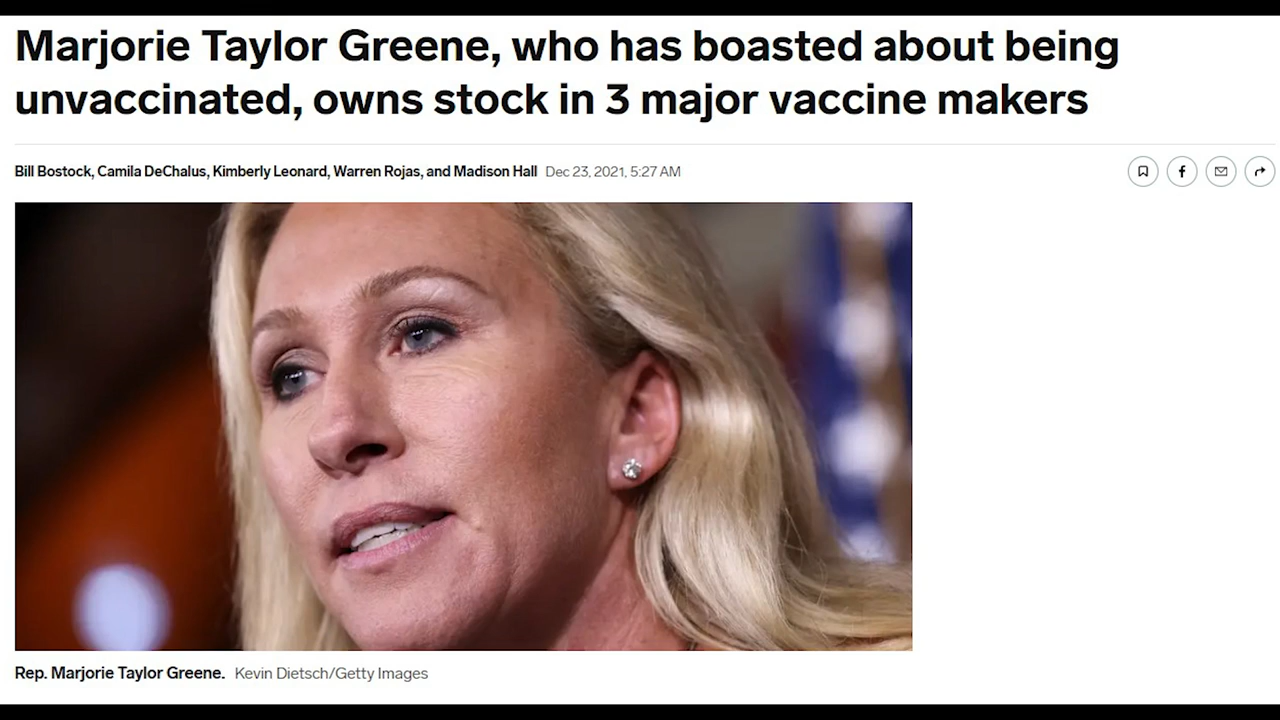 Marjorie Taylor Greene, who has boasted about being
unvaccinated, owns stock in 3 major vaccine makers
Bill Bostock, Camila DeChalus, Kimberly Leonard, Warren Rojas, and Madison Hall Dec 23, 2021, 5:27 AM
Rep. Marjorie Taylor Greene. Kevin Dietsch/Getty Images